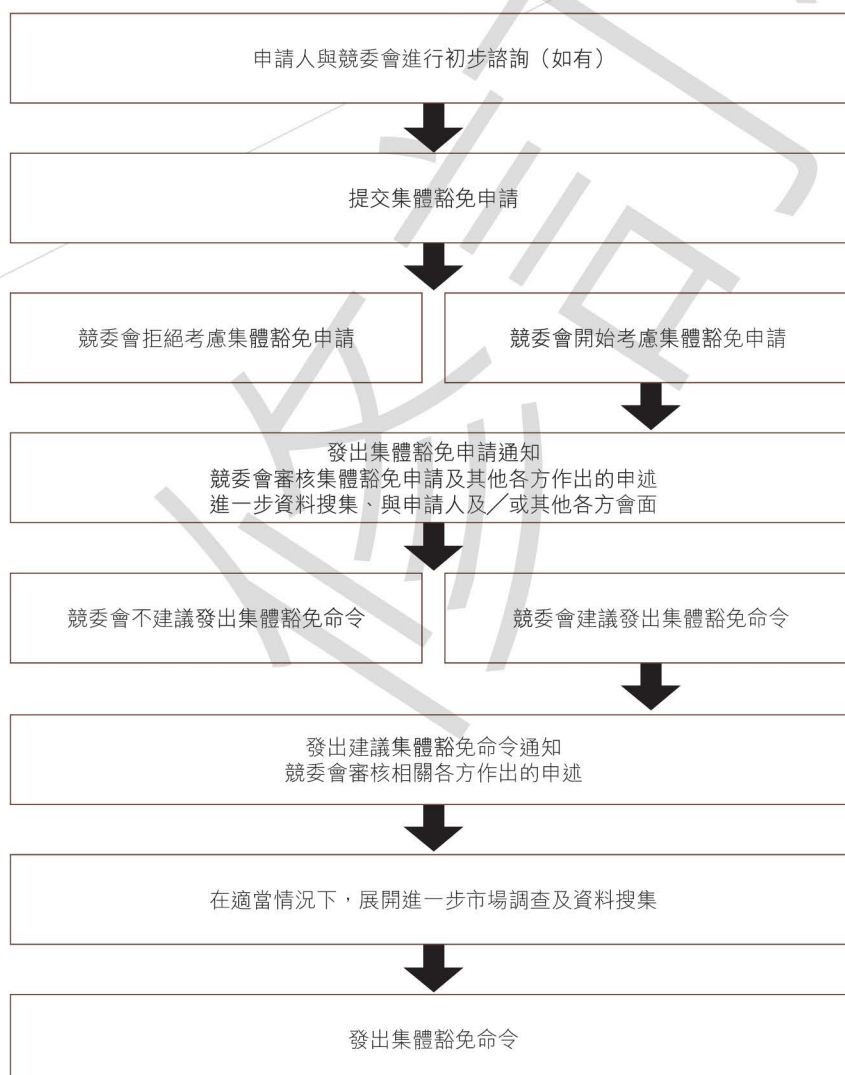 申請人與競委會進行初步諮詢（如有）
提交集體豁免申請
競委會拒絕考慮集體豁免申請
競委會開始考慮集體豁免申請
發出集體豁免申請通知
競委會審核集體豁免申請及其他各方作出的申述
進一步資料搜集、與申請人及／或其他各方會面
競委會不建議發出集體豁免命令
競委會建議發出集體豁免命令
發出建議集體豁免命令通知
競委會審核相關各方作出的申述
在適當情況下，展開進一步市場調查及資料搜集
發出集體豁免命令
修訂